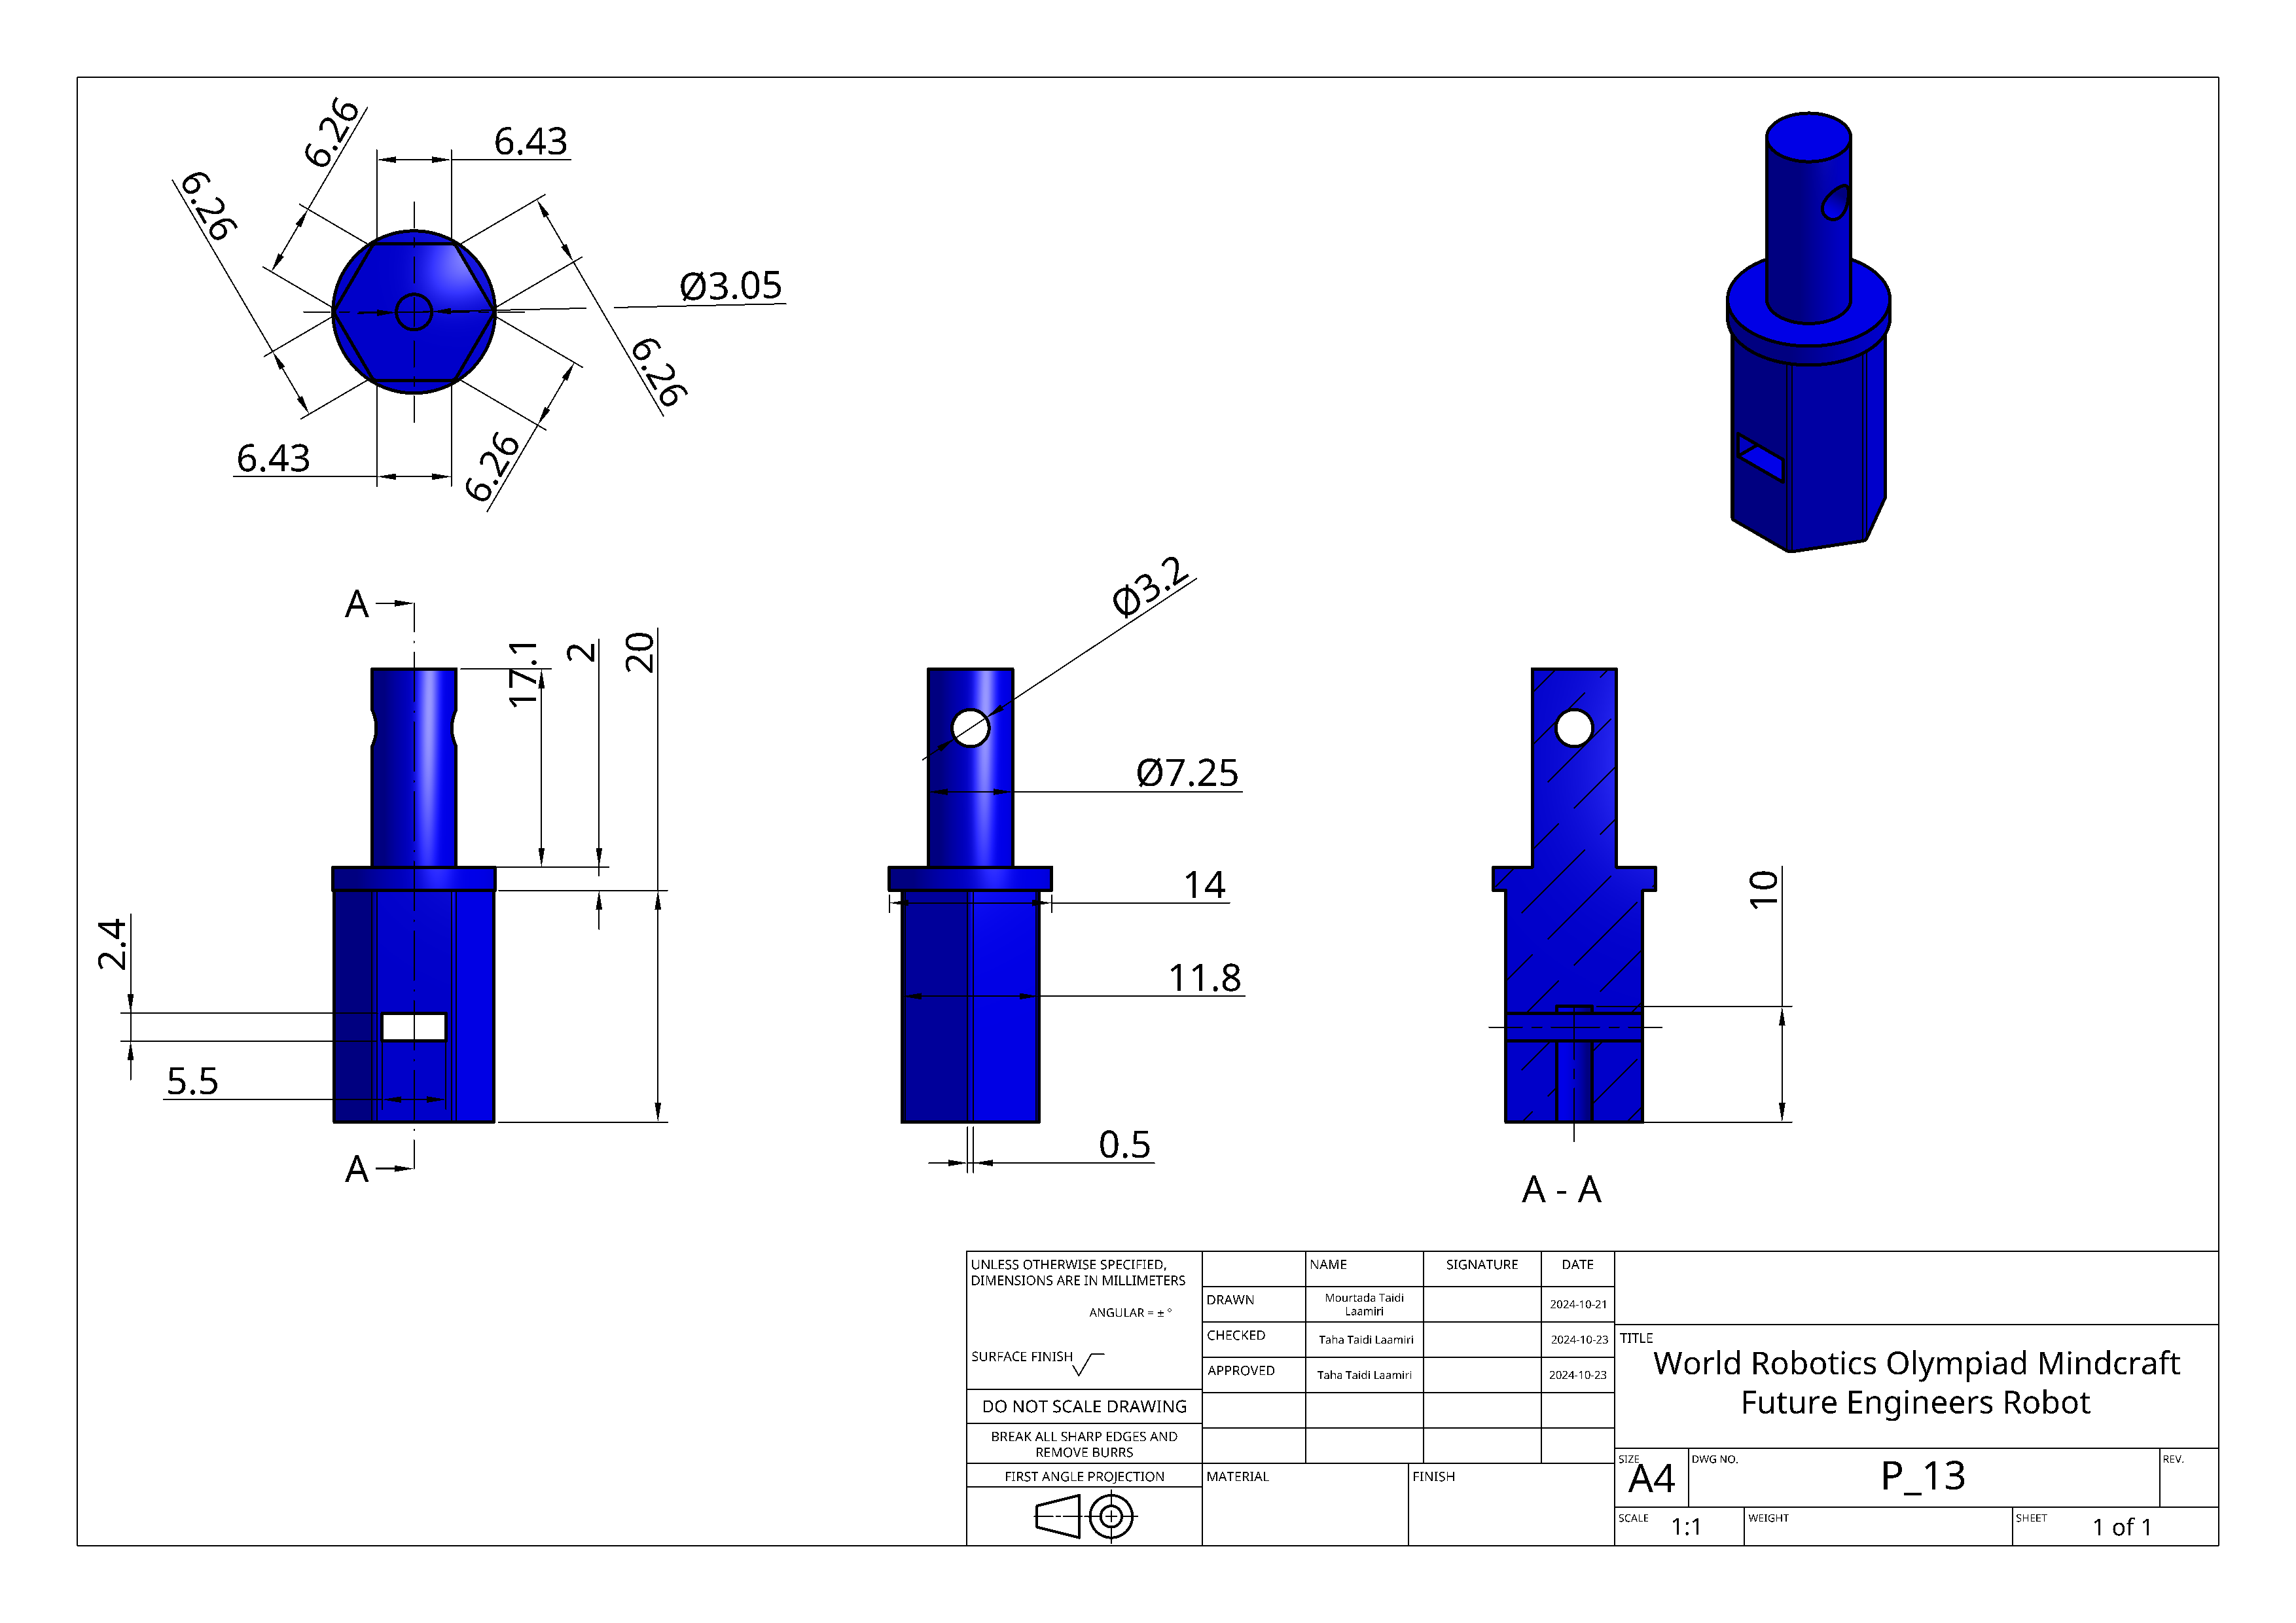 6.26
6.43
6.26
Ø3.05
6.26
6.43
6.26
A
17.1
2
20
2.4
5.5
A
Ø3.2
Ø7.25
14
11.8
0.5
10
A - A
UNLESS OTHERWISE SPECIFIED,
DIMENSIONS ARE IN MILLIMETERS
ANGULAR = ± °
SURFACE FINISH
DO NOT SCALE DRAWING
BREAK ALL SHARP EDGES AND
REMOVE BURRS
FIRST ANGLE PROJECTION
NAME
SIGNATURE
DATE
DRAWN
Mourtada Taidi
Laamiri
2024-10-21
CHECKED
Taha Taidi Laamiri
2024-10-23
APPROVED
Taha Taidi Laamiri
2024-10-23
MATERIAL
FINISH
TITLE
World Robotics Olympiad Mindcraft
Future Engineers Robot
SIZE
A4
DWG NO.
P_13
REV.
SCALE
1:1
WEIGHT
SHEET
1 of 1